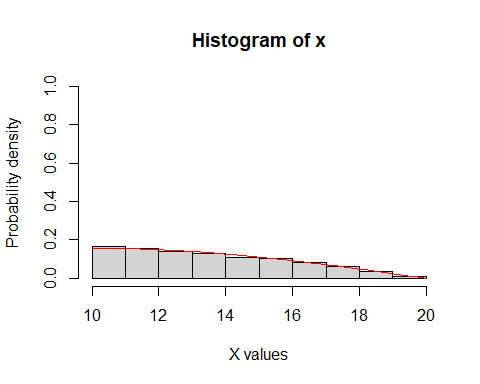 Histogram of x
Probability density
0.0 0.2 0.4 0.6 0.8 1.0
10 12 14 16 18 20
X values